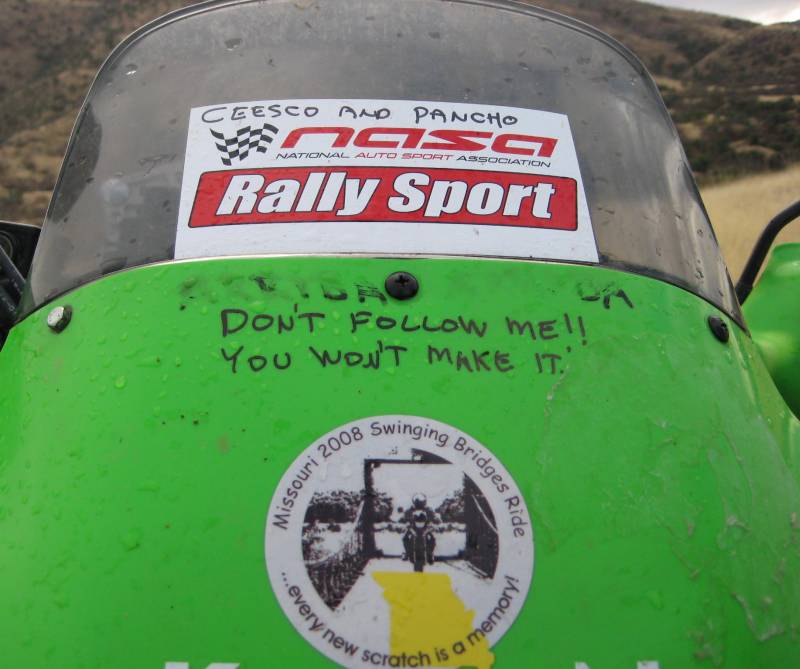 CEESCO AND PANCHO
nasa
NATIONAL AUTO SPORT ASSOCIATION
Rally Sport
DON'T FOLLOW ME!!
YOU WON'T MAKE IT!
Missouri 2008 Swinging Bridges Ride
...every new scratch is a memory!